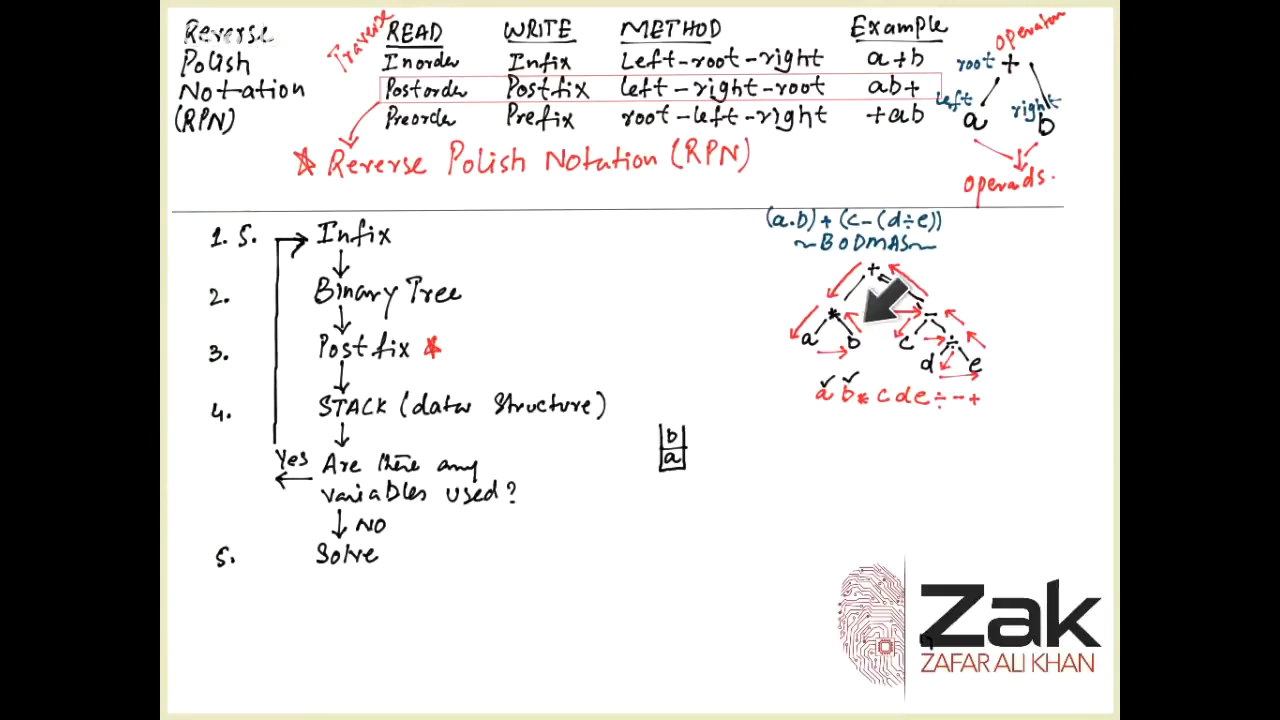 Reverse
Polish
Notation
(RPN)
Traverse
READ WRITE METHOD Example
Inorder Infix Left-root-right a+b
Postorder Postfix left-right-root ab+
Preorder Prefix root-left-right +ab
* Reverse Polish Notation (RPN)
operators
root +
left right
a b
Operads.
1. 5. Infix
2. Binary Tree
3. Postfix *
4. STACK (data structure)
Yes Are there any
variables used?
NO
5. Solve
(a.b) + (c-(d÷e))
~BODMAS~
+
* -
a b c ÷
d e
a b * c d e ÷ - +
b
a
Zak
ZAFAR ALI KHAN